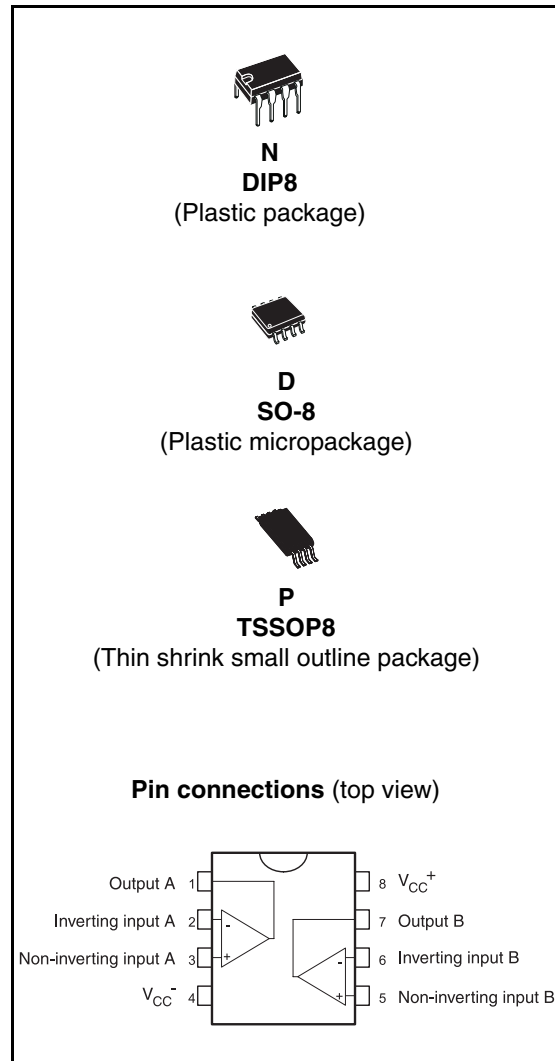 N
DIP8
(Plastic package)
D
SO-8
(Plastic micropackage)
P
TSSOP8
(Thin shrink small outline package)
Pin connections (top view)
Output A 1
Inverting input A 2
Non-inverting input A 3
VCC- 4
8 VCC+
7 Output B
6 Inverting input B
5 Non-inverting input B
-
+
-
+